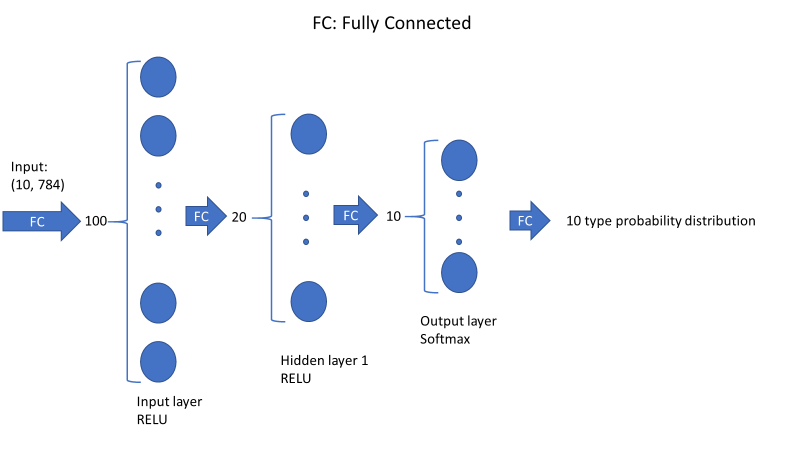 FC: Fully Connected
Input:
(10, 784)
FC
100
FC
20
FC
10
FC
10 type probability distribution
Input layer
RELU
Hidden layer 1
RELU
Output layer
Softmax